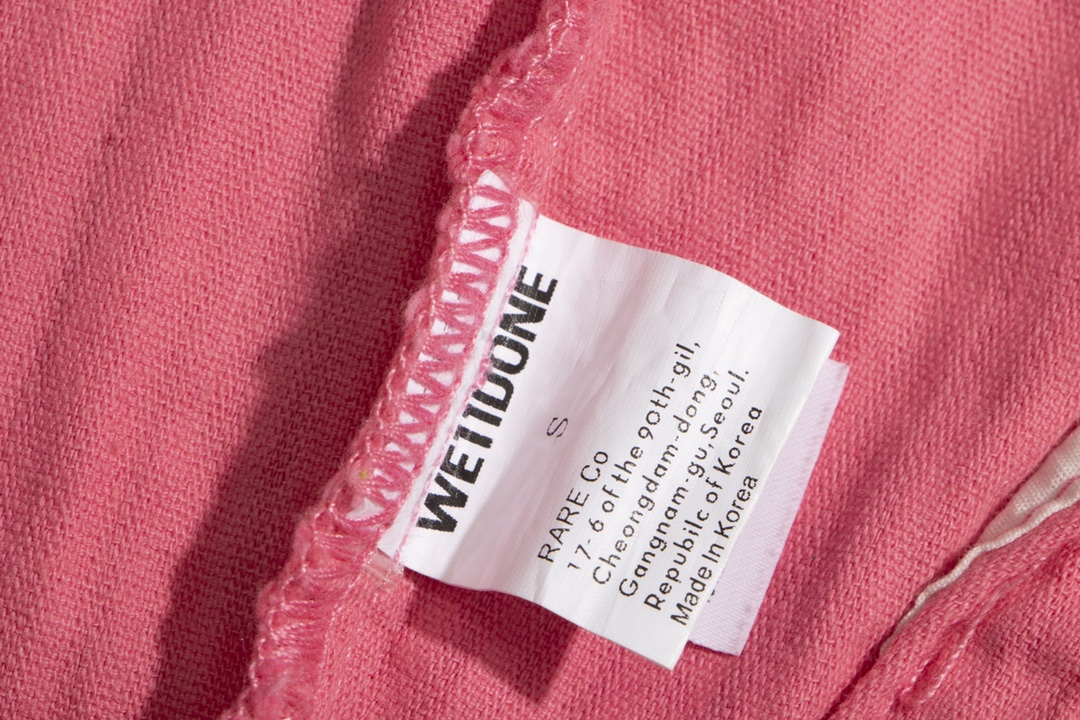 WE11DONE
S
RARE Co
17-6 of the 90th-gil,
Cheongdam-dong,
Gangnam-gu,Seoul.
Repubilc of Korea
Made In Korea